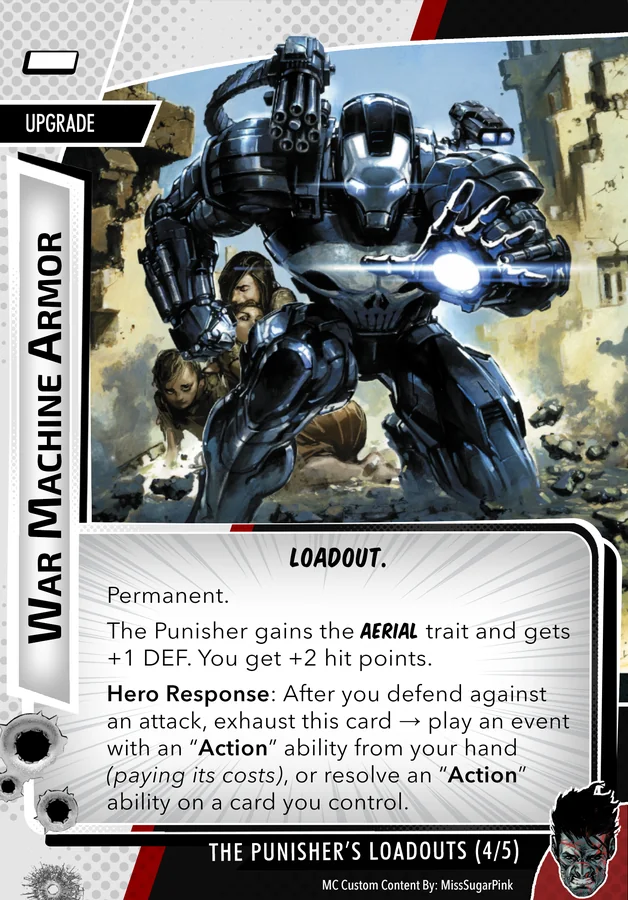 UPGRADE
WAR MACHINE ARMOR
LOADOUT.
Permanent.
The Punisher gains the AERIAL trait and gets
+1 DEF. You get +2 hit points.
Hero Response: After you defend against
an attack, exhaust this card → play an event
with an "Action" ability from your hand
(paying its costs), or resolve an "Action"
ability on a card you control.
THE PUNISHER'S LOADOUTS (4/5)
MC Custom Content By: MissSugarPink